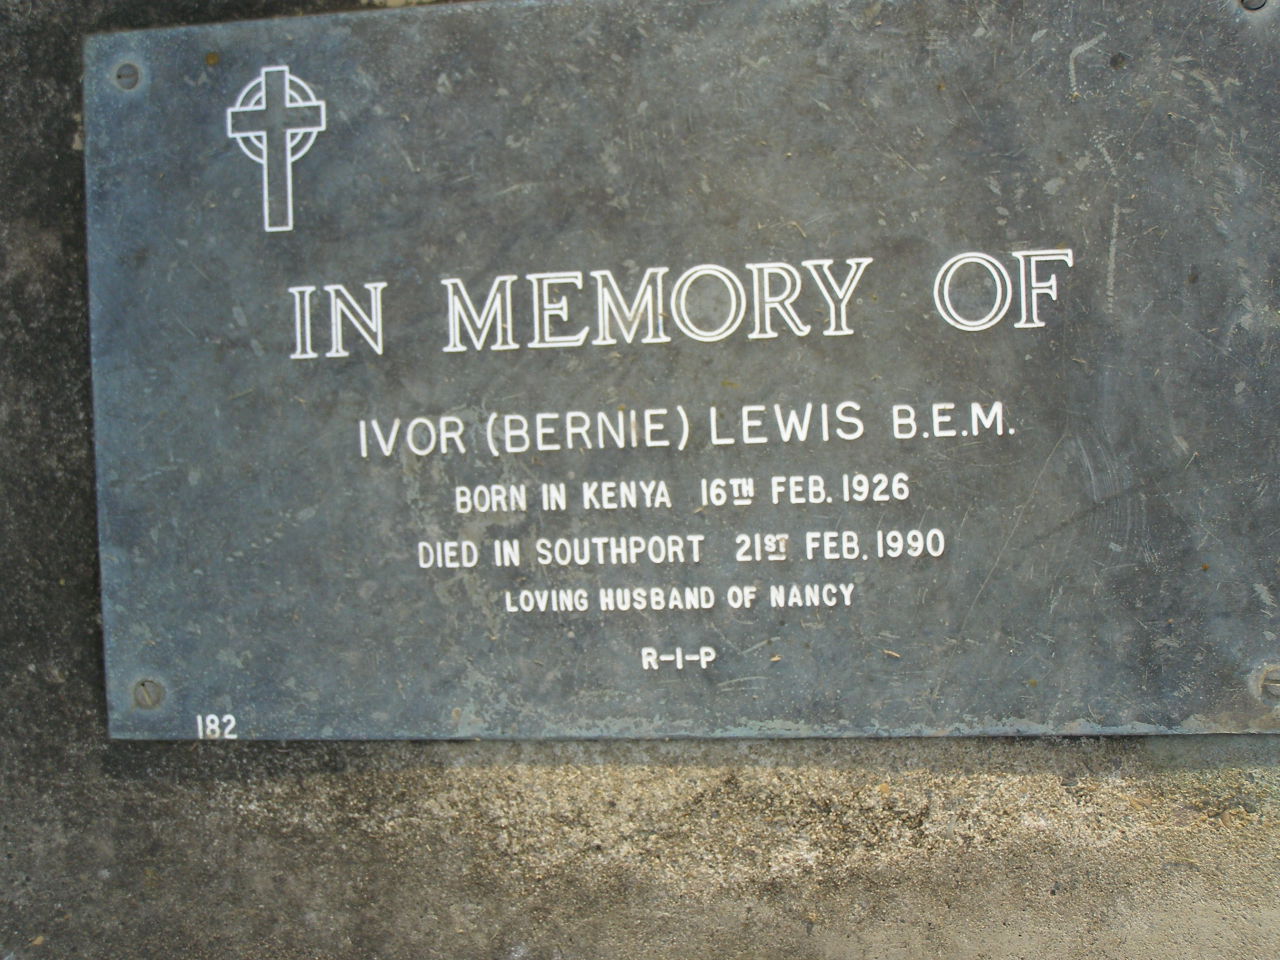 IN MEMORY OF
IVOR (BERNIE) LEWIS B.E.M.
BORN IN KENYA 16TH FEB. 1926
DIED IN SOUTHPORT 21ST FEB. 1990
LOVING HUSBAND OF NANCY
R-I-P
182